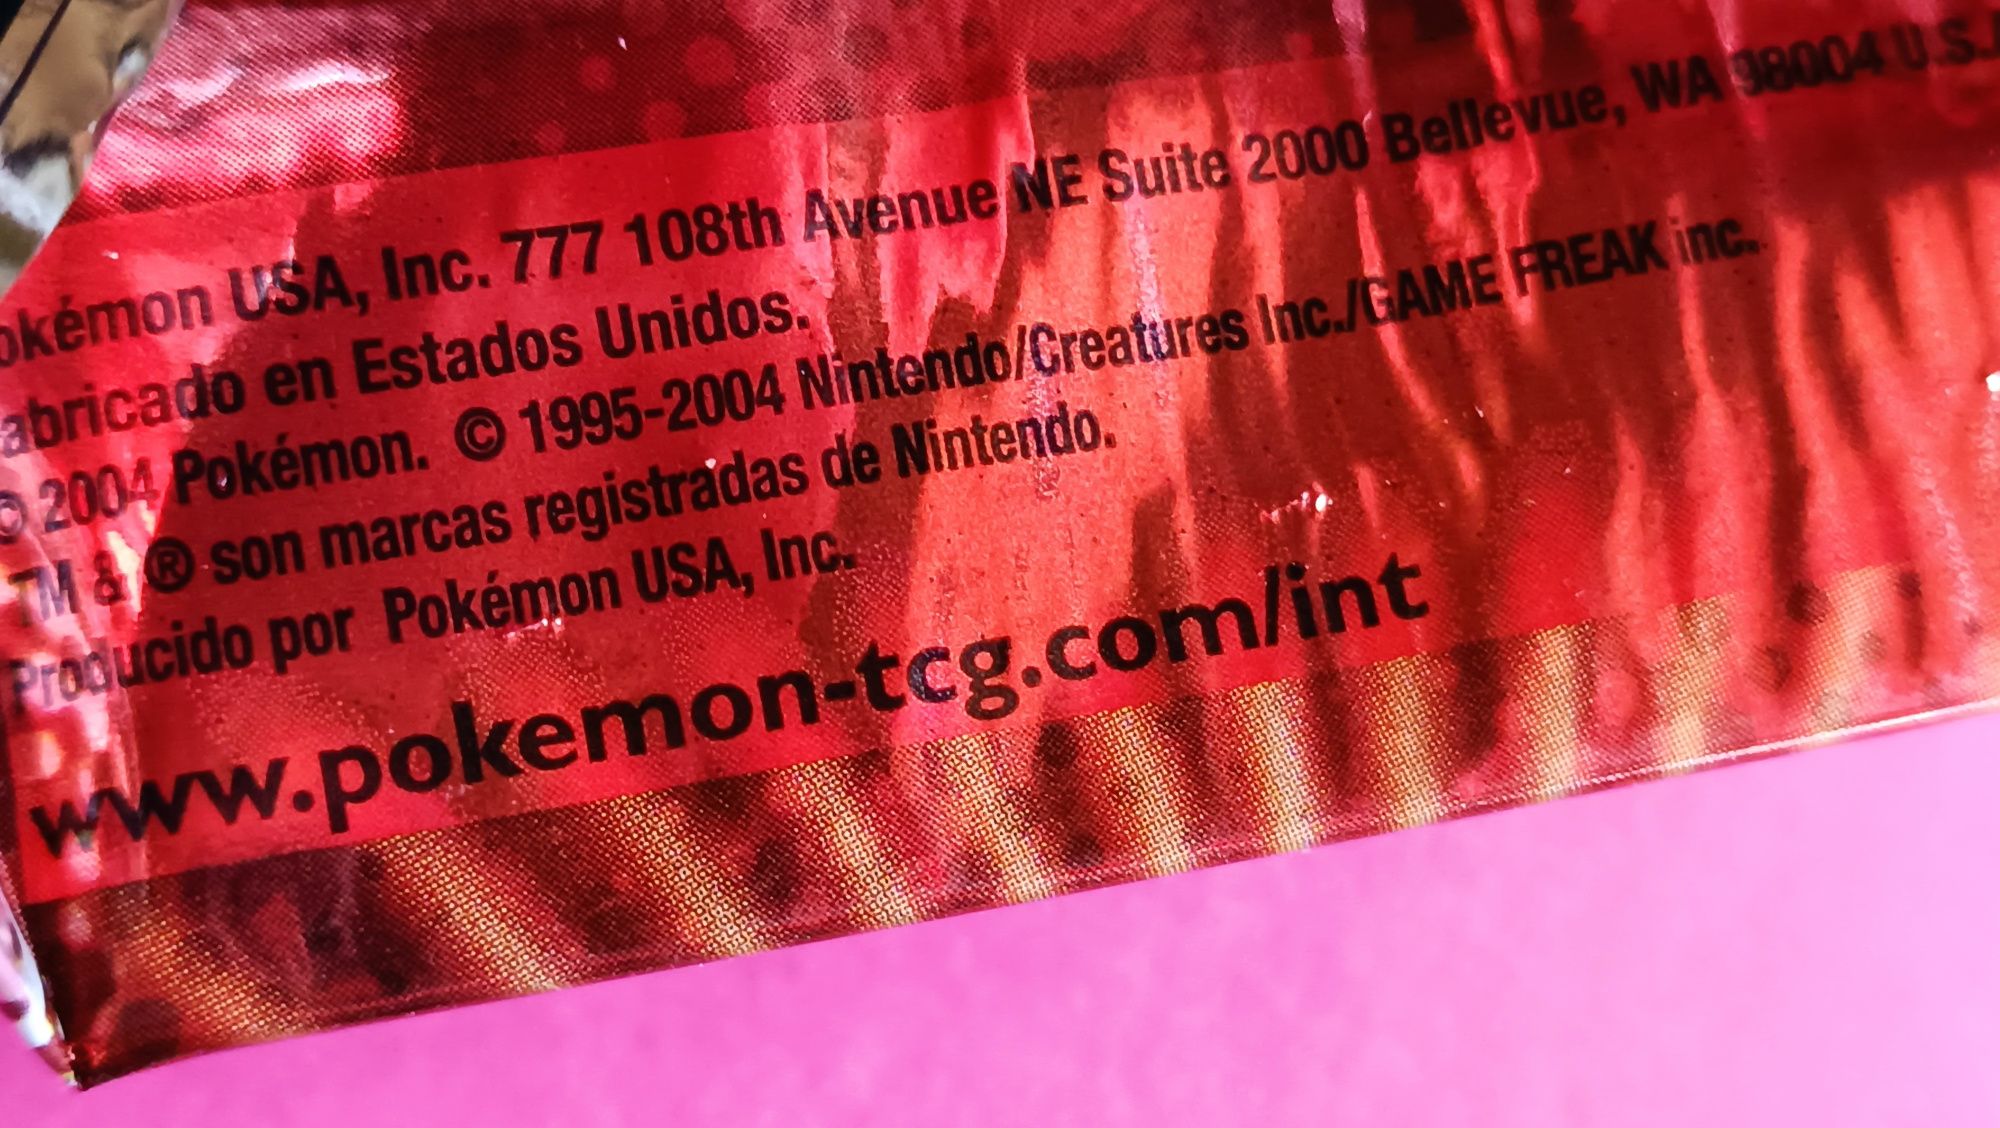 okémon USA, Inc. 777 108th Avenue NE Suite 2000 Bellevue, WA 98004 U.S.A
abricado en Estados Unidos.
© 2004 Pokémon. © 1995-2004 Nintendo/Creatures Inc./GAME FREAK inc.
TM & ® son marcas registradas de Nintendo.
Producido por Pokémon USA, Inc.
www.pokemon-tcg.com/int